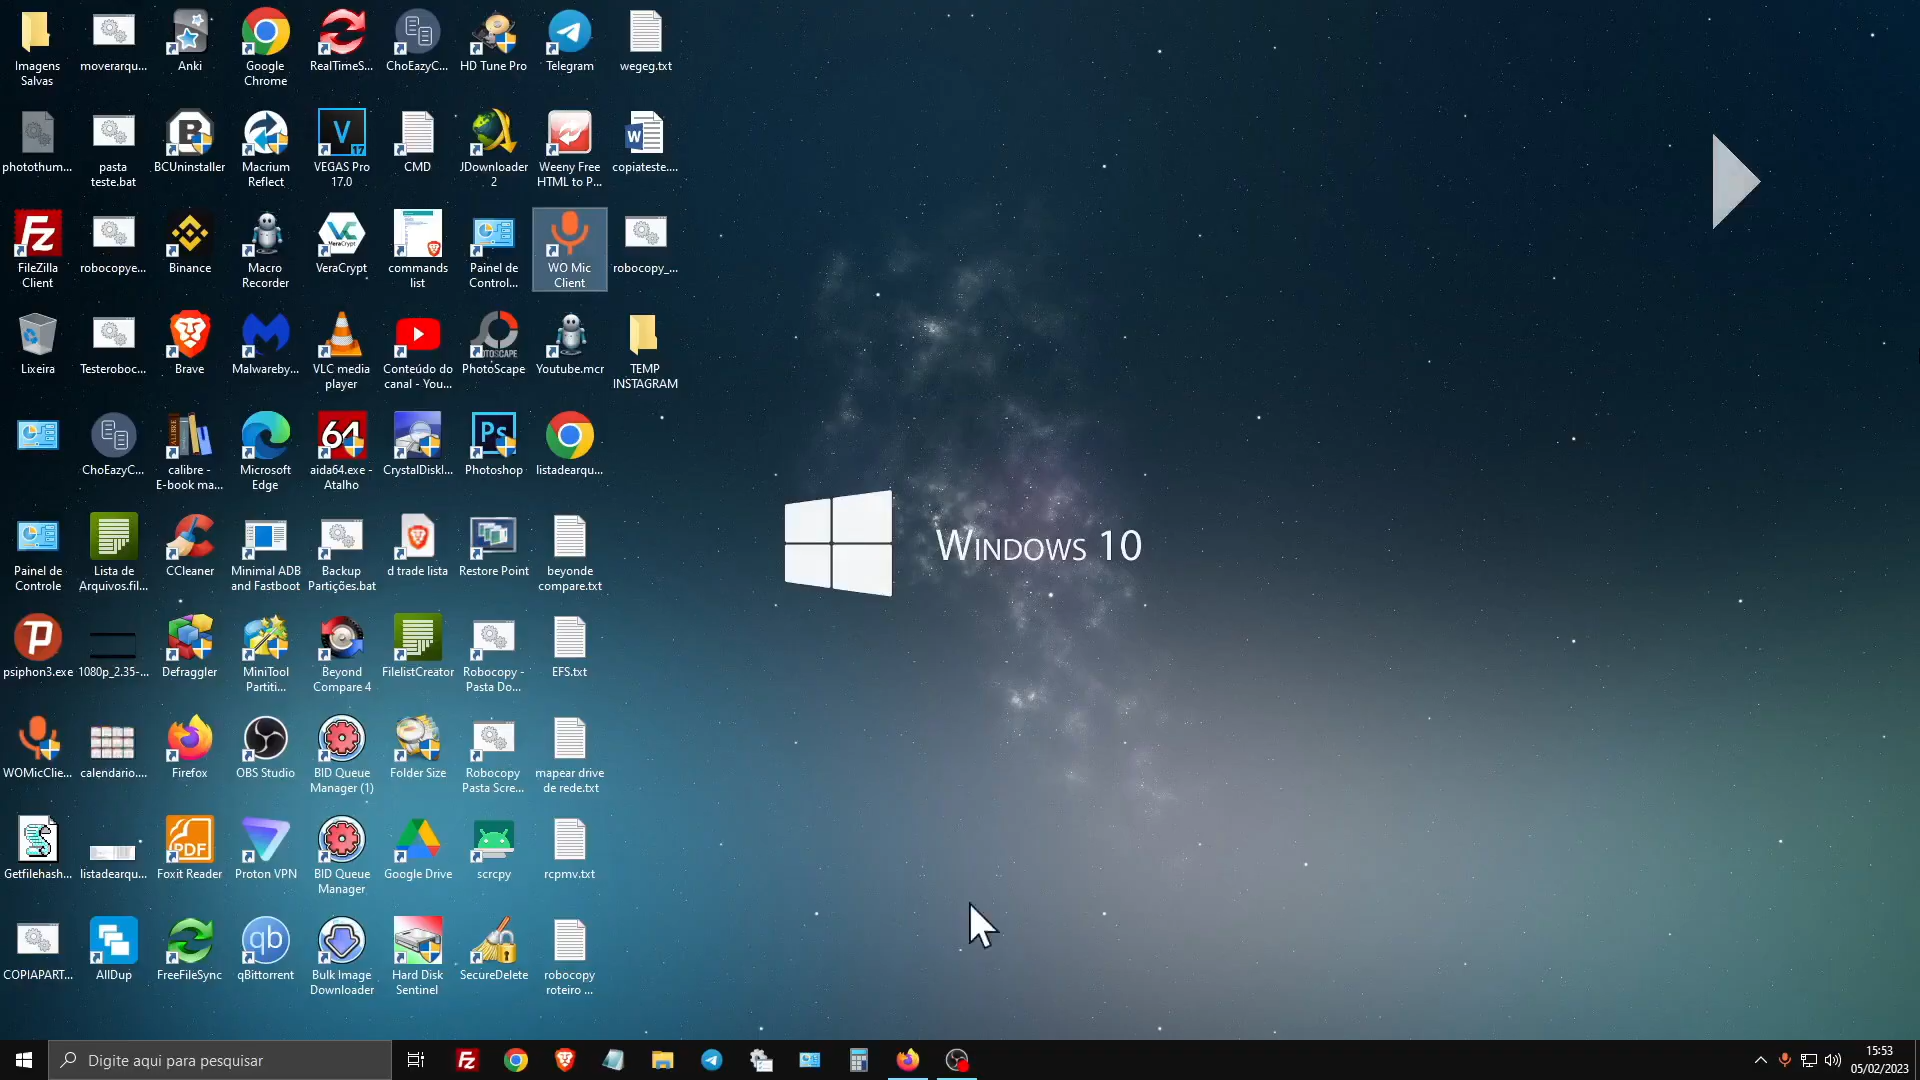 Imagens
Salvas
moverarqu...
Anki
Google
Chrome
RealTimeS...
ChoEazyC...
HD Tune Pro
Telegram
wegeg.txt
photothum...
pasta
teste.bat
BCUninstaller
Macrium
Reflect
VEGAS Pro
17.0
CMD
JDownloader
2
Weeny Free
HTML to P...
copiateste....
FileZilla
Client
robocopye...
Binance
Macro
Recorder
VeraCrypt
commands
list
Painel de
Control...
WO Mic
Client
robocopy_...
Lixeira
Testeroboc...
Brave
Malwareby...
VLC media
player
Conteúdo do
canal - You...
PhotoScape
Youtube.mcr
TEMP
INSTAGRAM
ChoEazyC...
calibre -
E-book ma...
Microsoft
Edge
aida64.exe -
Atalho
CrystalDiskI...
Photoshop
listadearqu...
Windows 10
Painel de
Controle
Lista de
Arquivos.fil...
CCleaner
Minimal ADB
and Fastboot
Backup
Partições.bat
d trade lista
Restore Point
beyonde
compare.txt
psiphon3.exe
1080p_2.35-...
Defraggler
MiniTool
Partiti...
Beyond
Compare 4
FilelistCreator
Robocopy -
Pasta Do...
EFS.txt
WOMicClie...
calendario....
Firefox
OBS Studio
BID Queue
Manager (1)
Folder Size
Robocopy
Pasta Scre...
mapear drive
de rede.txt
Getfilehash...
listadearqu...
Foxit Reader
Proton VPN
BID Queue
Manager
Google Drive
scrcpy
rcpmv.txt
COPIAPART...
AllDup
FreeFileSync
qBittorrent
Bulk Image
Downloader
Hard Disk
Sentinel
SecureDelete
robocopy
roteiro ...
Digite aqui para pesquisar
15:53
05/02/2023